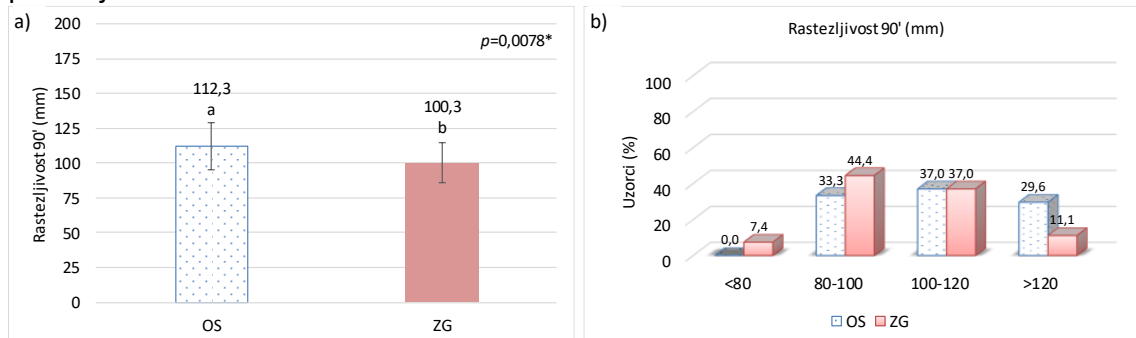 a)
p=0,0078*
Rastezljivost 90' (mm)
200
175
150
125
100
75
50
25
0
112,3
a
100,3
b
OS
ZG
b)
Rastezljivost 90' (mm)
Uzorci (%)
100
80
60
40
20
0
0,0
7,4
33,3
44,4
37,0
37,0
29,6
11,1
<80
80-100
100-120
>120
OS ZG